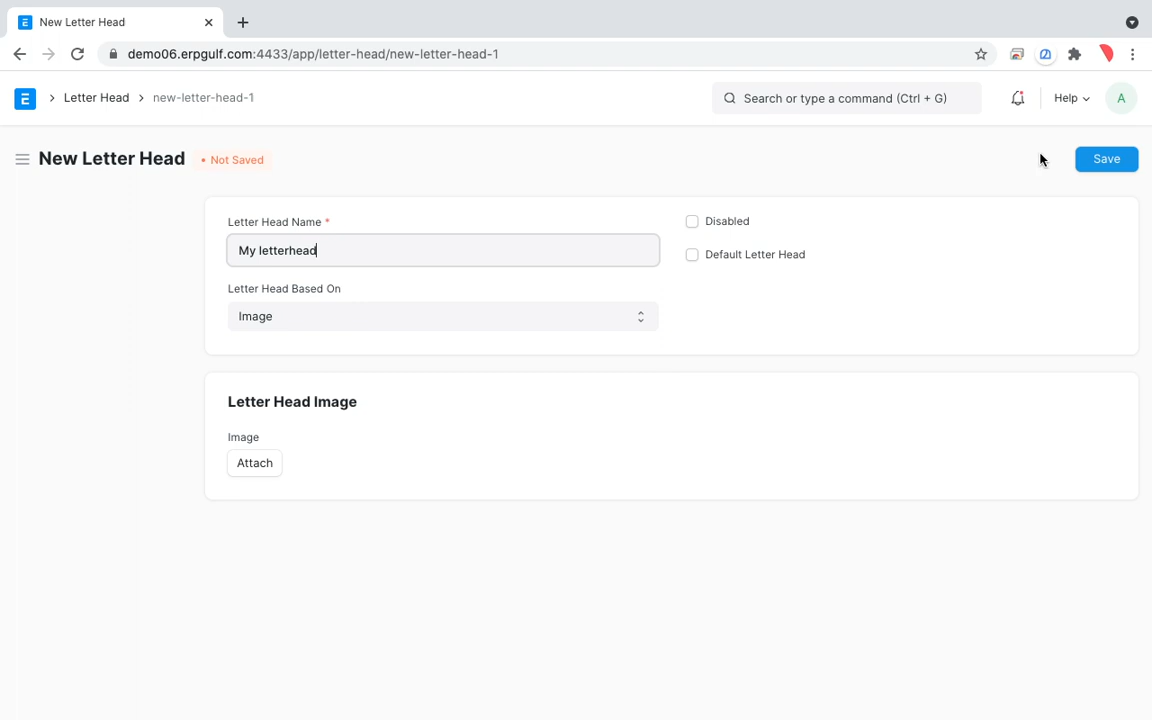 New Letter Head
demo06.erpgulf.com:4433/app/letter-head/new-letter-head-1
E
Letter Head
new-letter-head-1
Search or type a command (Ctrl + G)
Help
A
New Letter Head
• Not Saved
Save
Letter Head Name *
My letterhead
Letter Head Based On
Image
Disabled
Default Letter Head
Letter Head Image
Image
Attach